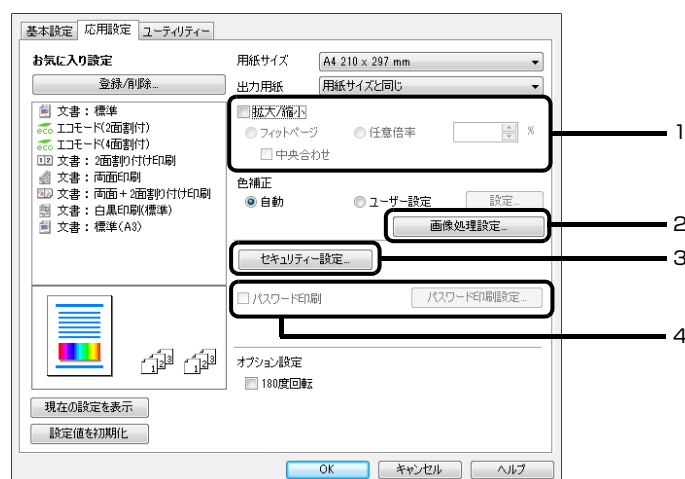 基本設定 応用設定 ユーティリティー
お気に入り設定
登録/削除...
文書：標準
eco エコモード(2面割付)
eco エコモード(4面割付)
12 文書：2面割り付け印刷
文書：両面印刷
文書：両面+2面割り付け印刷
文書：白黒印刷(標準)
文書：標準(A3)
123 123
現在の設定を表示
設定値を初期化
用紙サイズ A4 210 x 297 mm
出力用紙 用紙サイズと同じ
拡大/縮小 1
フィットページ 任意倍率 %
中央合わせ
色補正
自動 ユーザー設定 設定...
画像処理設定... 2
セキュリティー設定... 3
パスワード印刷 パスワード印刷設定...
4
オプション設定
180度回転
OK キャンセル ヘルプ